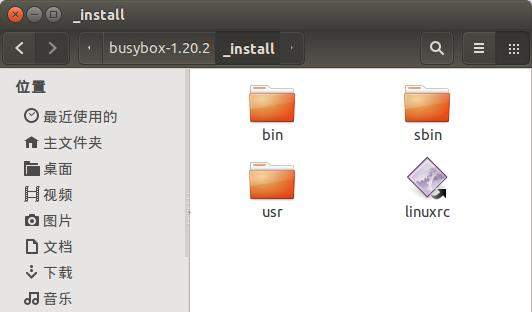 _install
busybox-1.20.2 _install
位置
最近使用的
主文件夹
桌面
视频
图片
文档
下载
音乐
bin
sbin
usr
linuxrc